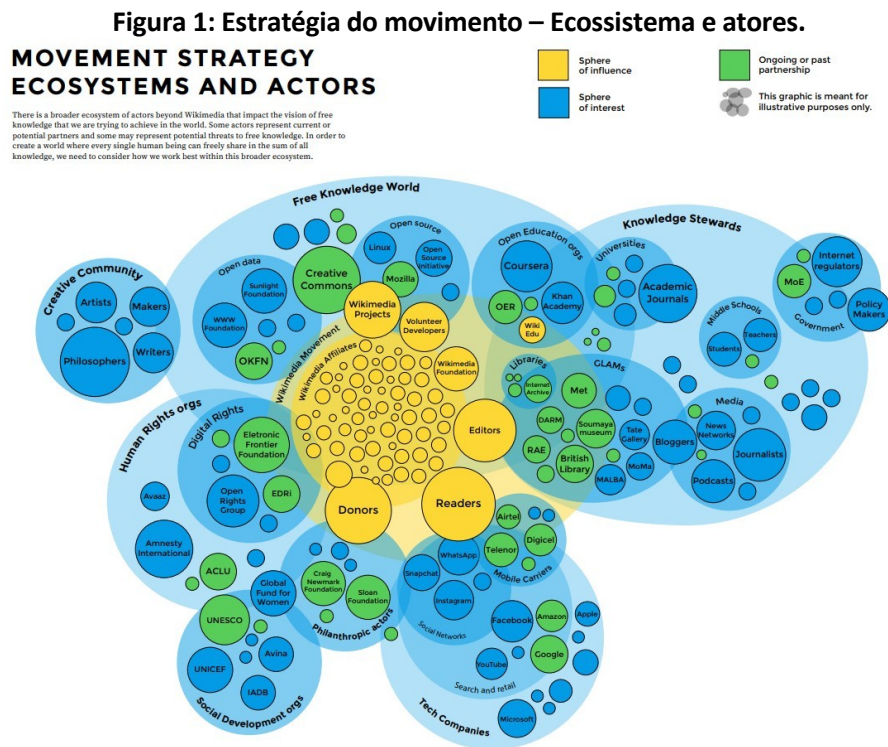 Figura 1: Estratégia do movimento – Ecossistema e atores.
MOVEMENT STRATEGY
ECOSYSTEMS AND ACTORS
There is a broader ecosystem of actors beyond Wikimedia that impact the vision of free
knowledge that we are trying to achieve in the world. Some actors represent current or
potential partners and some may represent potential threats to free knowledge. In order to
create a world where every single human being can freely share in the sum of all
knowledge, we need to consider how we work best within this broader ecosystem.
Sphere
of influence
Sphere
of interest
Ongoing or past
partnership
This graphic is meant for
illustrative purposes only.
Free Knowledge World
Open source
Linux
Open
Source
Initiative
Mozilla
Open data
Sunlight
Foundation
WWW
Foundation
OKFN
Creative
Commons
Creative Community
Artists
Makers
Philosophers
Writers
Open Education orgs
Coursera
OER
Khan
Academy
Wiki
Edu
Knowledge Stewards
Universities
Academic
Journals
Internet
regulators
MoE
Policy
Makers
Government
Middle Schools
Students
Teachers
Wikimedia
Projects
Volunteer
Developers
Wikimedia Movement
Wikimedia Affiliates
Wikimedia
Foundation
Editors
Donors
Readers
Libraries
Internet
Archive
GLAMs
Met
DARM
Soumaya
museum
Tate
Gallery
RAE
British
Library
MoMa
MALBA
Media
Bloggers
News
Networks
Journalists
Podcasts
Human Rights orgs
Digital Rights
Eletronic
Frontier
Foundation
Open
Rights
Group
EDRi
Avaaz
Amnesty
International
ACLU
Global
Fund for
Women
UNESCO
UNICEF
Avina
IADB
Social Development orgs
Craig
Newmark
Foundation
Sloan
Foundation
Philanthropic actors
Airtel
Telenor
Digicel
Mobile Carriers
WhatsApp
Snapchat
Instagram
Social Networks
Facebook
Amazon
Apple
Google
YouTube
Search and retail
Microsoft
Tech Companies